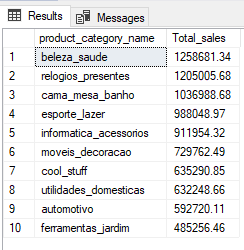 Results Messages
product_category_name Total_sales
1 beleza_saude 1258681.34
2 relogios_presentes 1205005.68
3 cama_mesa_banho 1036988.68
4 esporte_lazer 988048.97
5 informatica_acessorios 911954.32
6 moveis_decoracao 729762.49
7 cool_stuff 635290.85
8 utilidades_domesticas 632248.66
9 automotivo 592720.11
10 ferramentas_jardim 485256.46